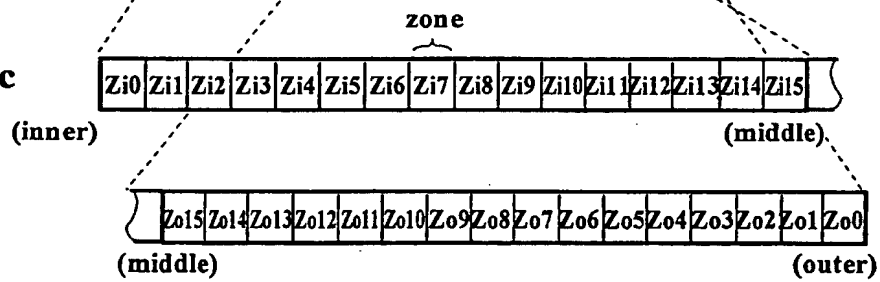 zone
c
Zi0 Zi1 Zi2 Zi3 Zi4 Zi5 Zi6 Zi7 Zi8 Zi9 Zi10 Zi11 Zi12 Zi13 Zi14 Zi15
(inner) (middle)
Zo15 Zo14 Zo13 Zo12 Zo11 Zo10 Zo9 Zo8 Zo7 Zo6 Zo5 Zo4 Zo3 Zo2 Zo1 Zo0
(middle) (outer)